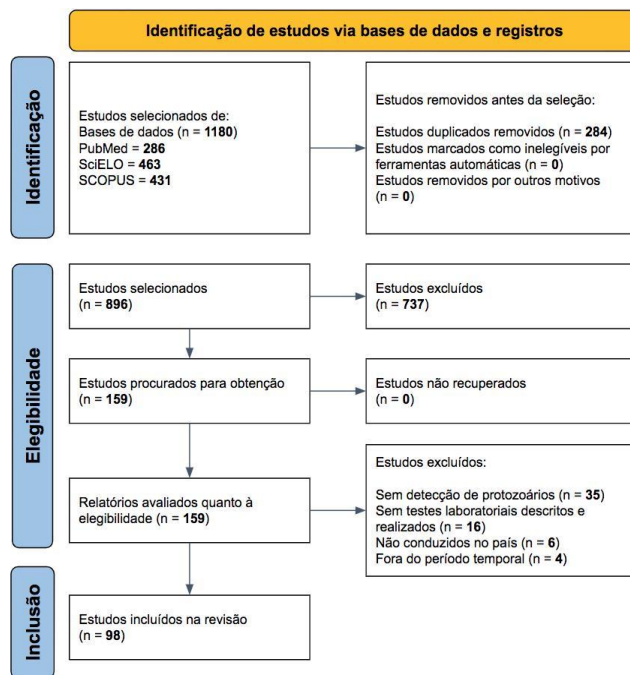 Identificação de estudos via bases de dados e registros
Identificação
Estudos selecionados de:
Bases de dados (n = 1180)
PubMed = 286
SciELO = 463
SCOPUS = 431
Estudos removidos antes da seleção:
Estudos duplicados removidos (n = 284)
Estudos marcados como inelegíveis por
ferramentas automáticas (n = 0)
Estudos removidos por outros motivos
(n = 0)
Elegibilidade
Estudos selecionados
(n = 896)
Estudos excluídos
(n = 737)
Estudos procurados para obtenção
(n = 159)
Estudos não recuperados
(n = 0)
Relatórios avaliados quanto à
elegibilidade (n = 159)
Estudos excluídos:
Sem detecção de protozoários (n = 35)
Sem testes laboratoriais descritos e
realizados (n = 16)
Não conduzidos no país (n = 6)
Fora do período temporal (n = 4)
Inclusão
Estudos incluídos na revisão
(n = 98)